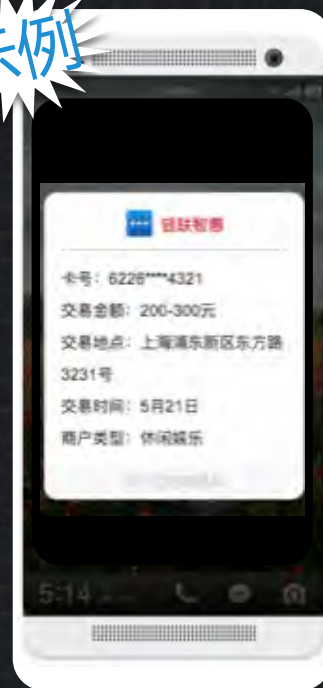 示例
银联智惠
卡号：6226****4321
交易金额：200-300元
交易地点：上海浦东新区东方路
3231号
交易时间：5月21日
商户类型：休闲娱乐
5:14